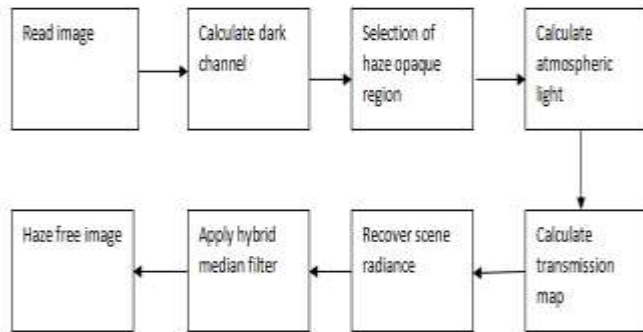 Read image
Calculate dark
channel
Selection of
haze opaque
region
Calculate
atmospheric
light
Calculate
transmission
map
Recover scene
radiance
Apply hybrid
median filter
Haze free image